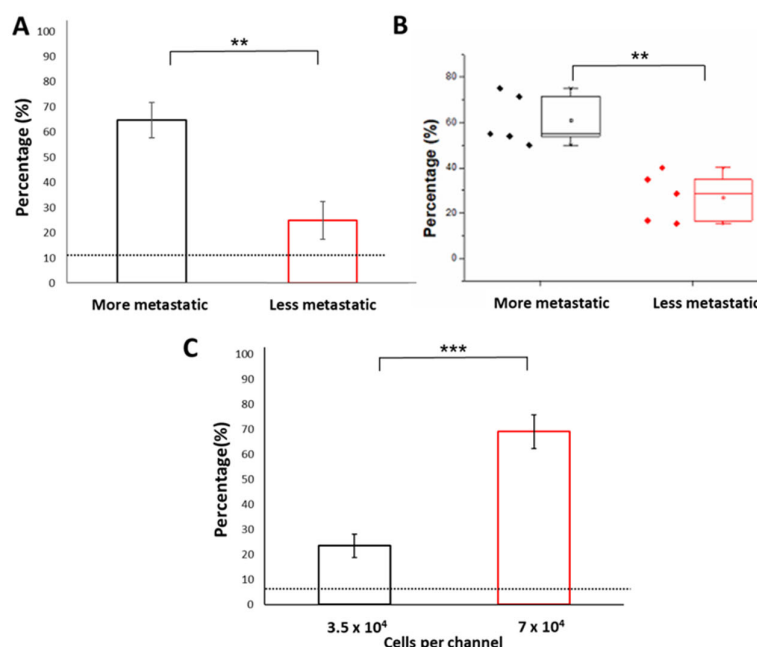 A
Percentage (%)
100
90
80
70
60
50
40
30
20
10
0
**
More metastatic
Less metastatic
B
Percentage (%)
80
60
40
20
0
**
More metastatic
Less metastatic
C
Percentage(%)
100
90
80
70
60
50
40
30
20
10
0
***
3.5 x 10⁴
7 x 10⁴
Cells per channel